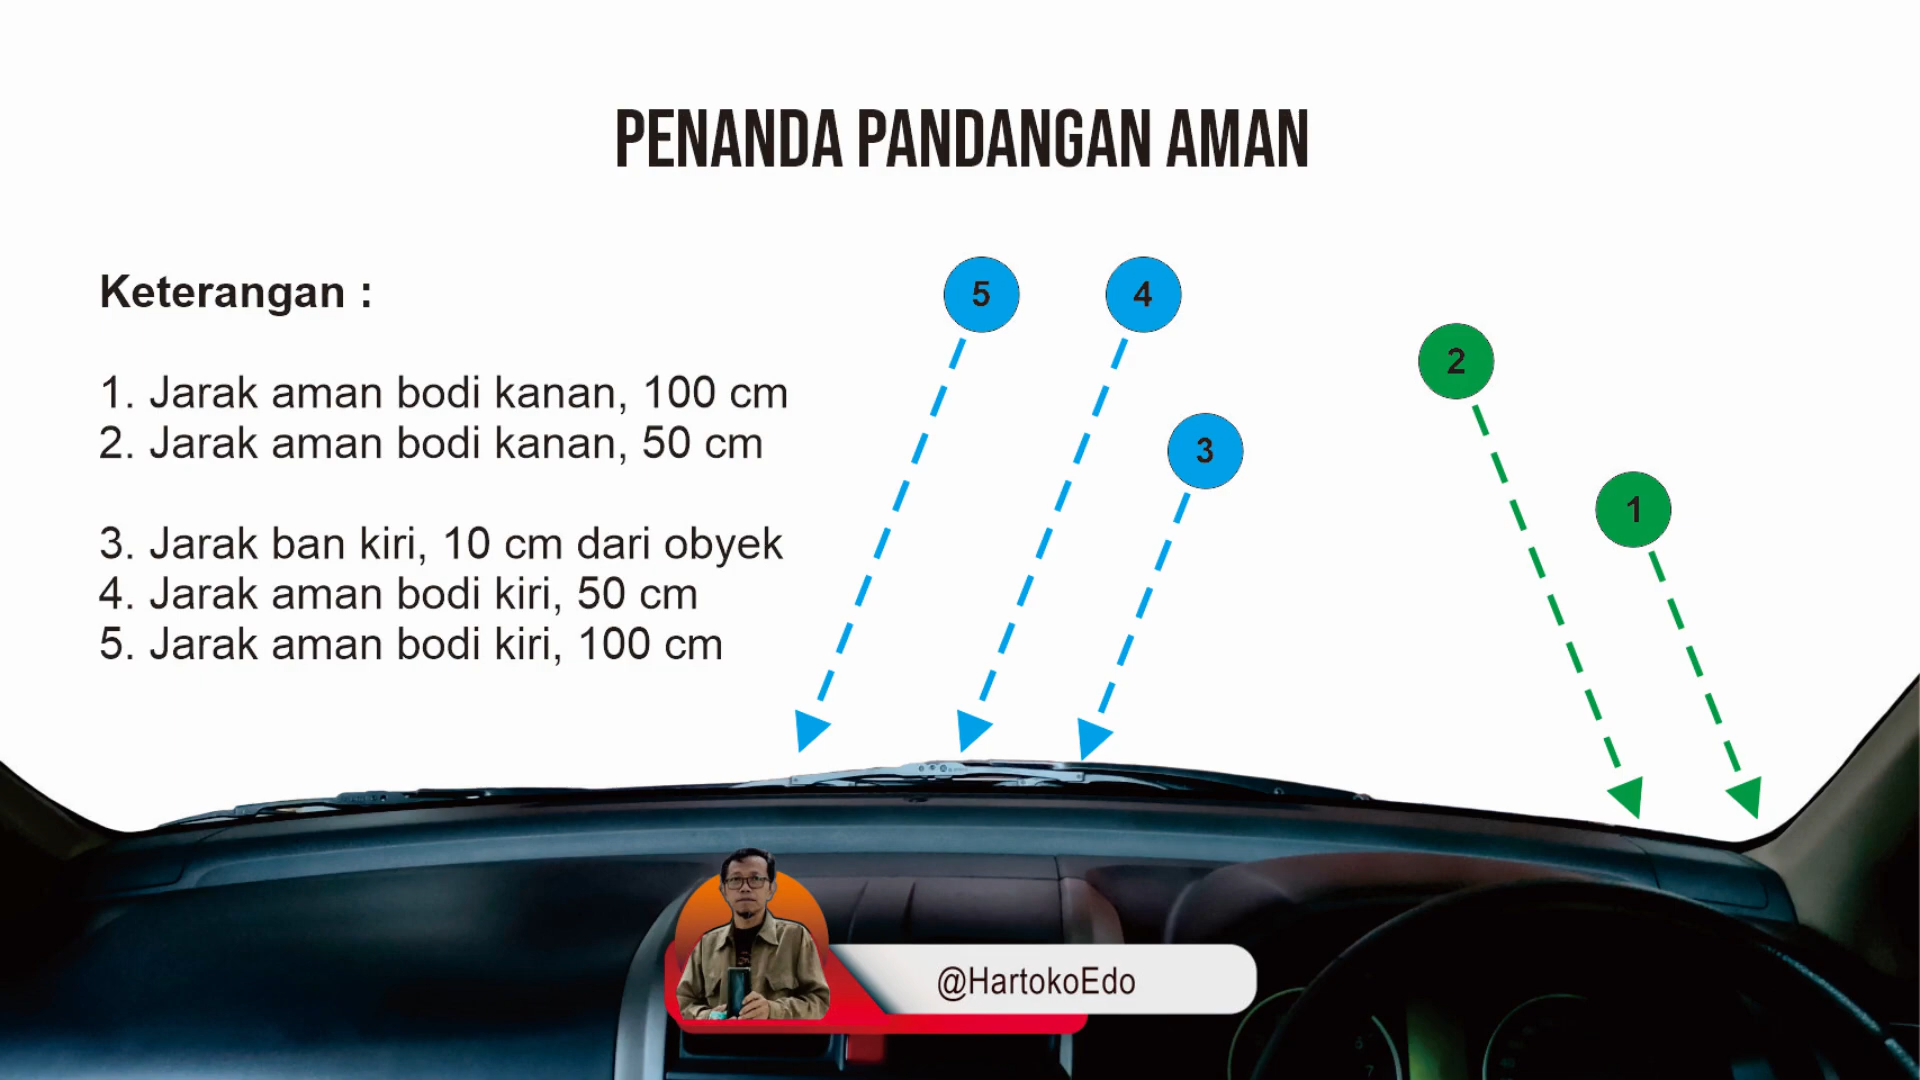 PENANDA PANDANGAN AMAN
Keterangan :
1. Jarak aman bodi kanan, 100 cm
2. Jarak aman bodi kanan, 50 cm
3. Jarak ban kiri, 10 cm dari obyek
4. Jarak aman bodi kiri, 50 cm
5. Jarak aman bodi kiri, 100 cm
5
4
2
3
1
@HartokoEdo